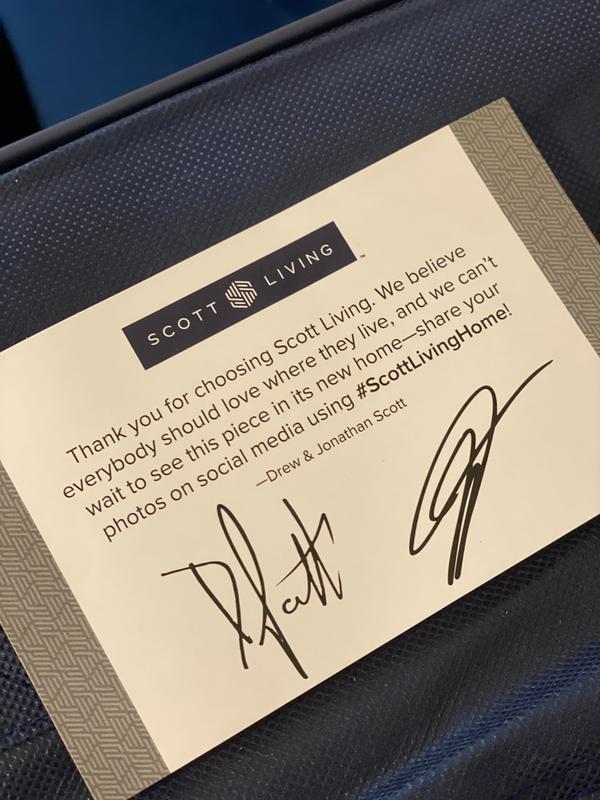 SCOTT LIVING ™
Thank you for choosing Scott Living. We believe
everybody should love where they live, and we can't
wait to see this piece in its new home—share your
photos on social media using #ScottLivingHome!
—Drew & Jonathan Scott